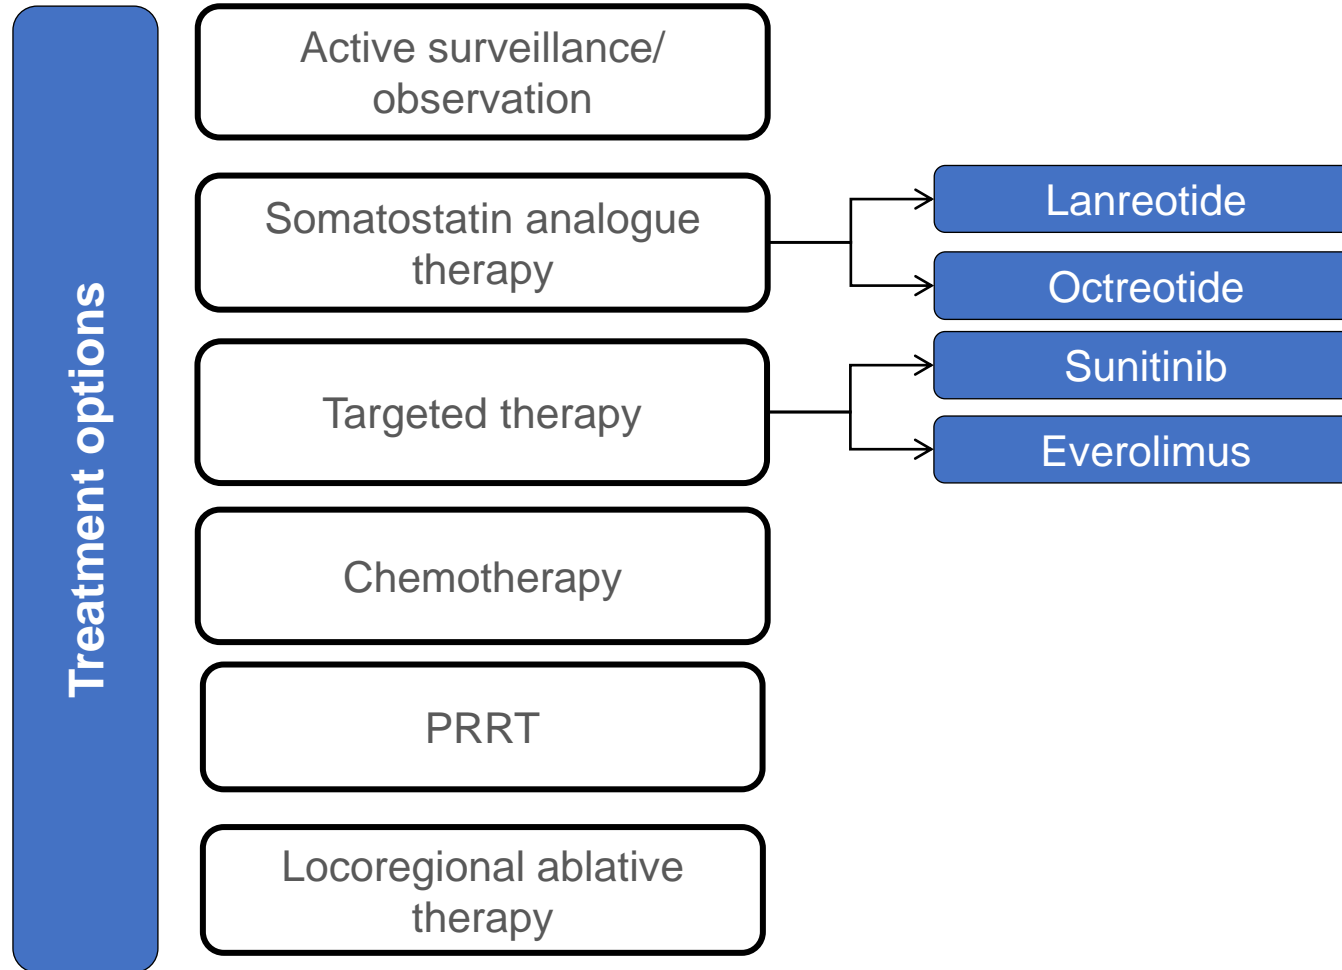 Treatment options
Active surveillance/
observation
Somatostatin analogue
therapy
Lanreotide
Octreotide
Targeted therapy
Sunitinib
Everolimus
Chemotherapy
PRRT
Locoregional ablative
therapy